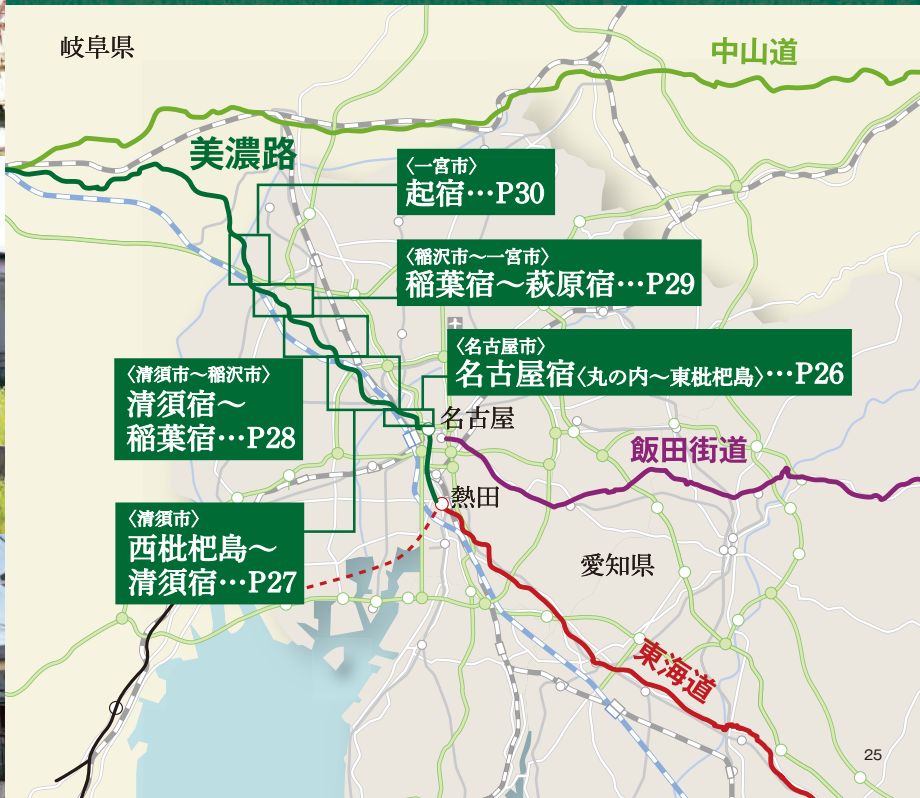 岐阜県
中山道
美濃路
〈一宮市〉
起宿…P30
〈稲沢市〜一宮市〉
稲葉宿〜萩原宿…P29
〈名古屋市〉
名古屋宿〈丸の内〜東枇杷島〉…P26
〈清須市〜稲沢市〉
清須宿〜
稲葉宿…P28
名古屋
飯田街道
熱田
〈清須市〉
西枇杷島〜
清須宿…P27
愛知県
東海道
25